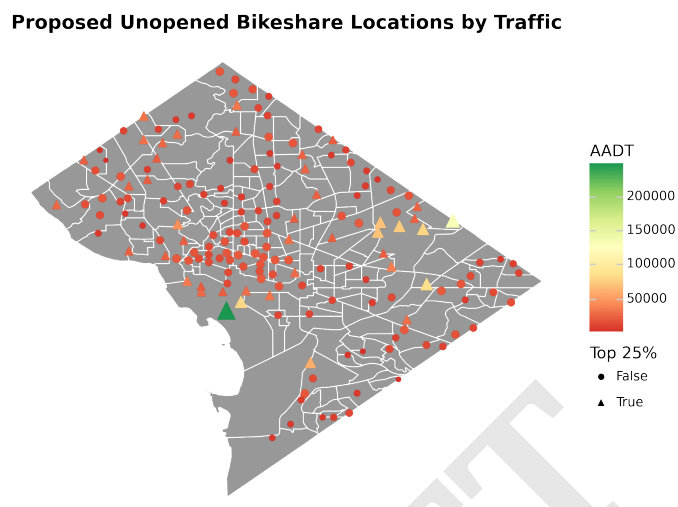 Proposed Unopened Bikeshare Locations by Traffic
AADT
200000
150000
100000
50000
Top 25%
False
True